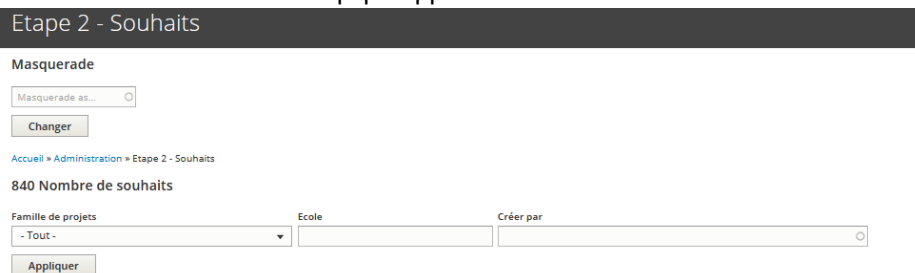 Etape 2 - Souhaits
Masquerade
Masquerade as...
Changer
Accueil » Administration » Etape 2 - Souhaits
840 Nombre de souhaits
Famille de projets Ecole Créer par
- Tout -
Appliquer